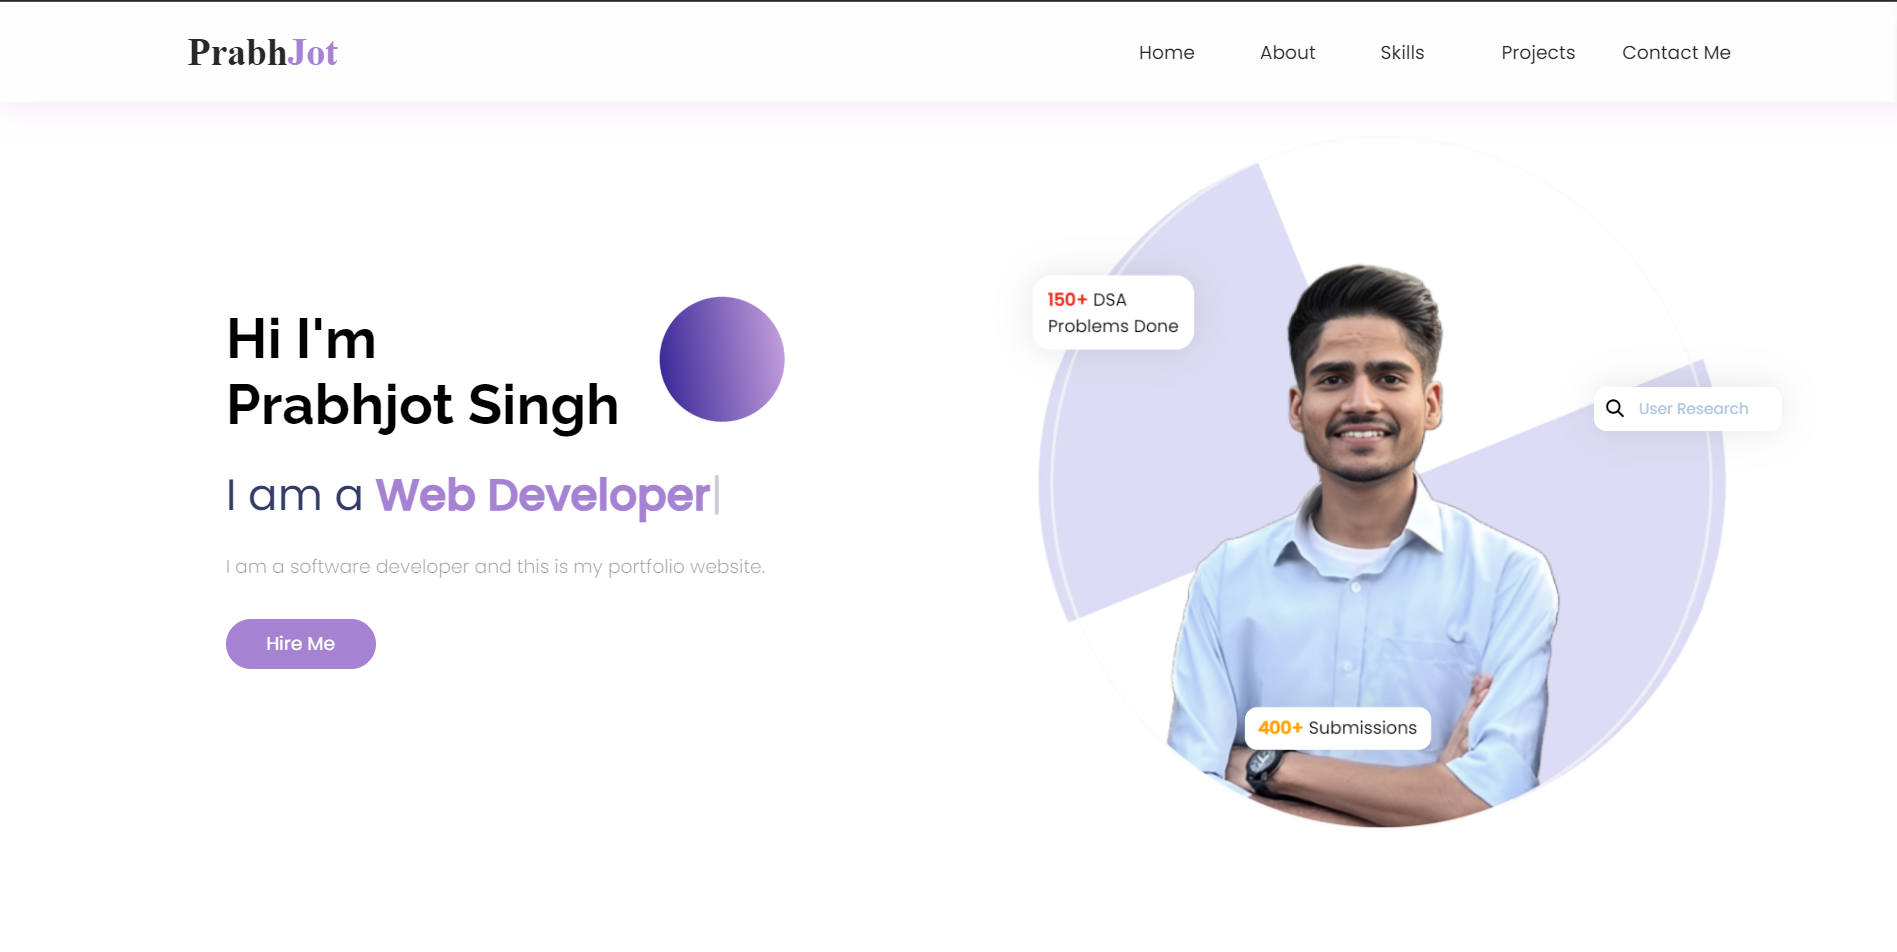 PrabhJot
Home About Skills Projects Contact Me
Hi I'm
Prabhjot Singh
I am a Web Developer
I am a software developer and this is my portfolio website.
Hire Me
150+ DSA
Problems Done
User Research
400+ Submissions